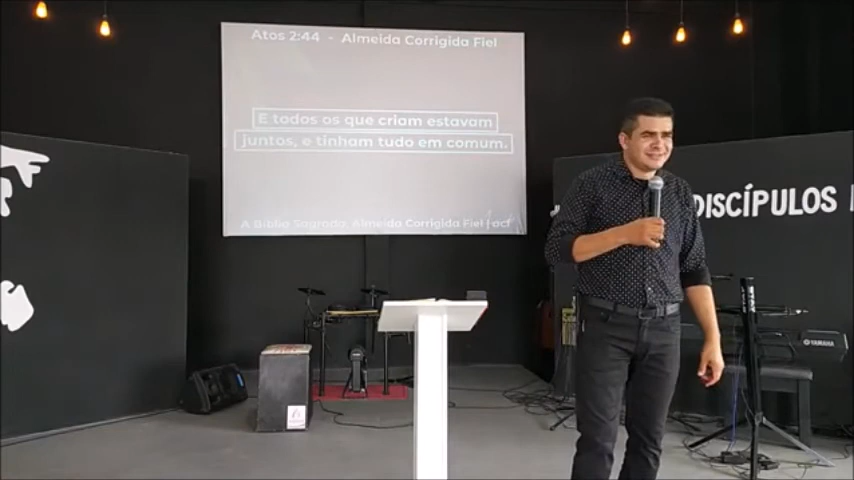 Atos 2:44 - Almeida Corrigida Fiel
E todos os que criam estavam
juntos, e tinham tudo em comum.
A Bíblia Sagrada: Almeida Corrigida Fiel | acf
DISCÍPULOS
YAMAHA